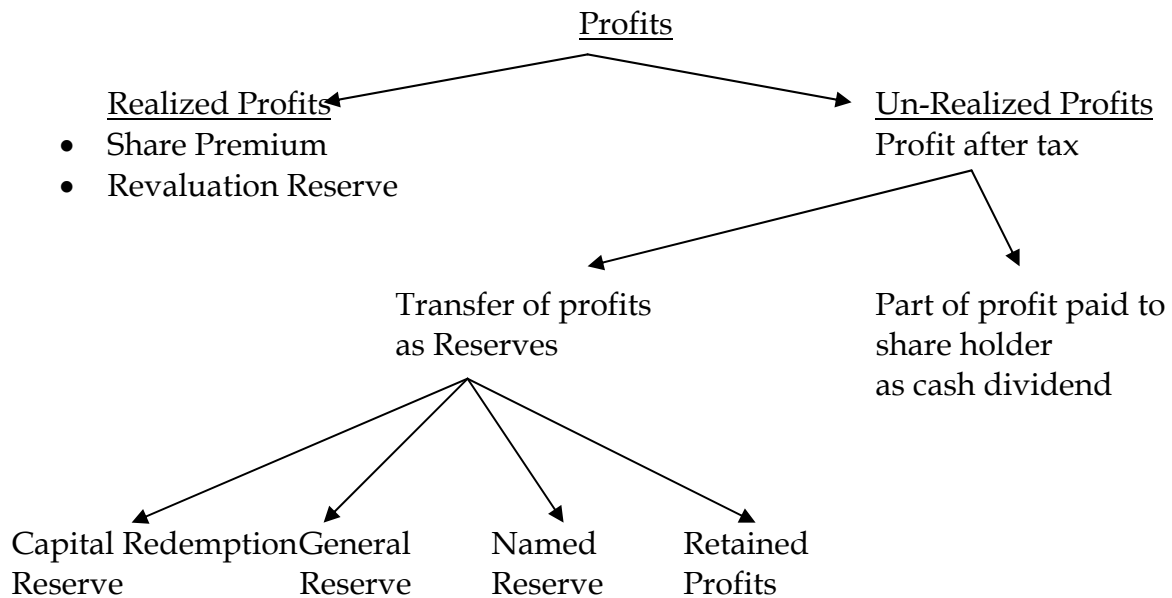 Profits
Realized Profits
• Share Premium
• Revaluation Reserve
Un-Realized Profits
Profit after tax
Transfer of profits
as Reserves
Part of profit paid to
share holder
as cash dividend
Capital Redemption
Reserve
General
Reserve
Named
Reserve
Retained
Profits